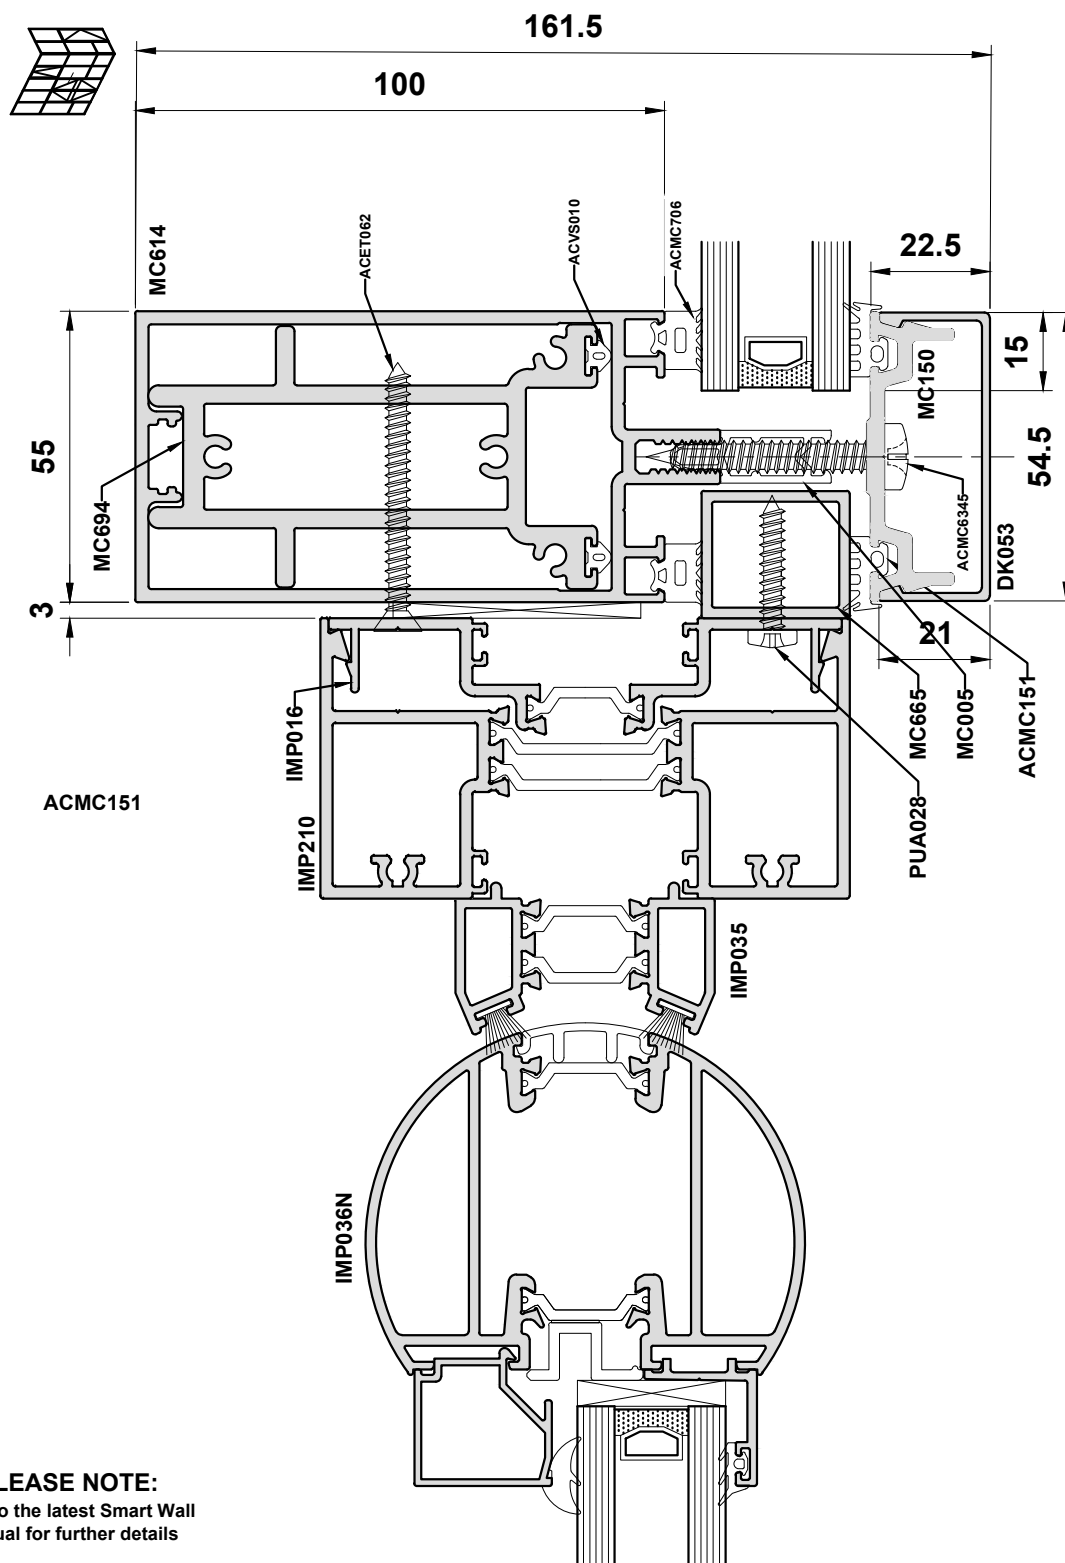 161.5
100
22.5
15
54.5
55
3
21
MC614
ACET062
ACVS010
ACMC706
MC150
ACMC6345
DK053
MC694
MC665
MC005
ACMC151
PUA028
IMP016
ACMC151
IMP210
IMP035
IMP036N
LEASE NOTE:
o the latest Smart Wall
ual for further details